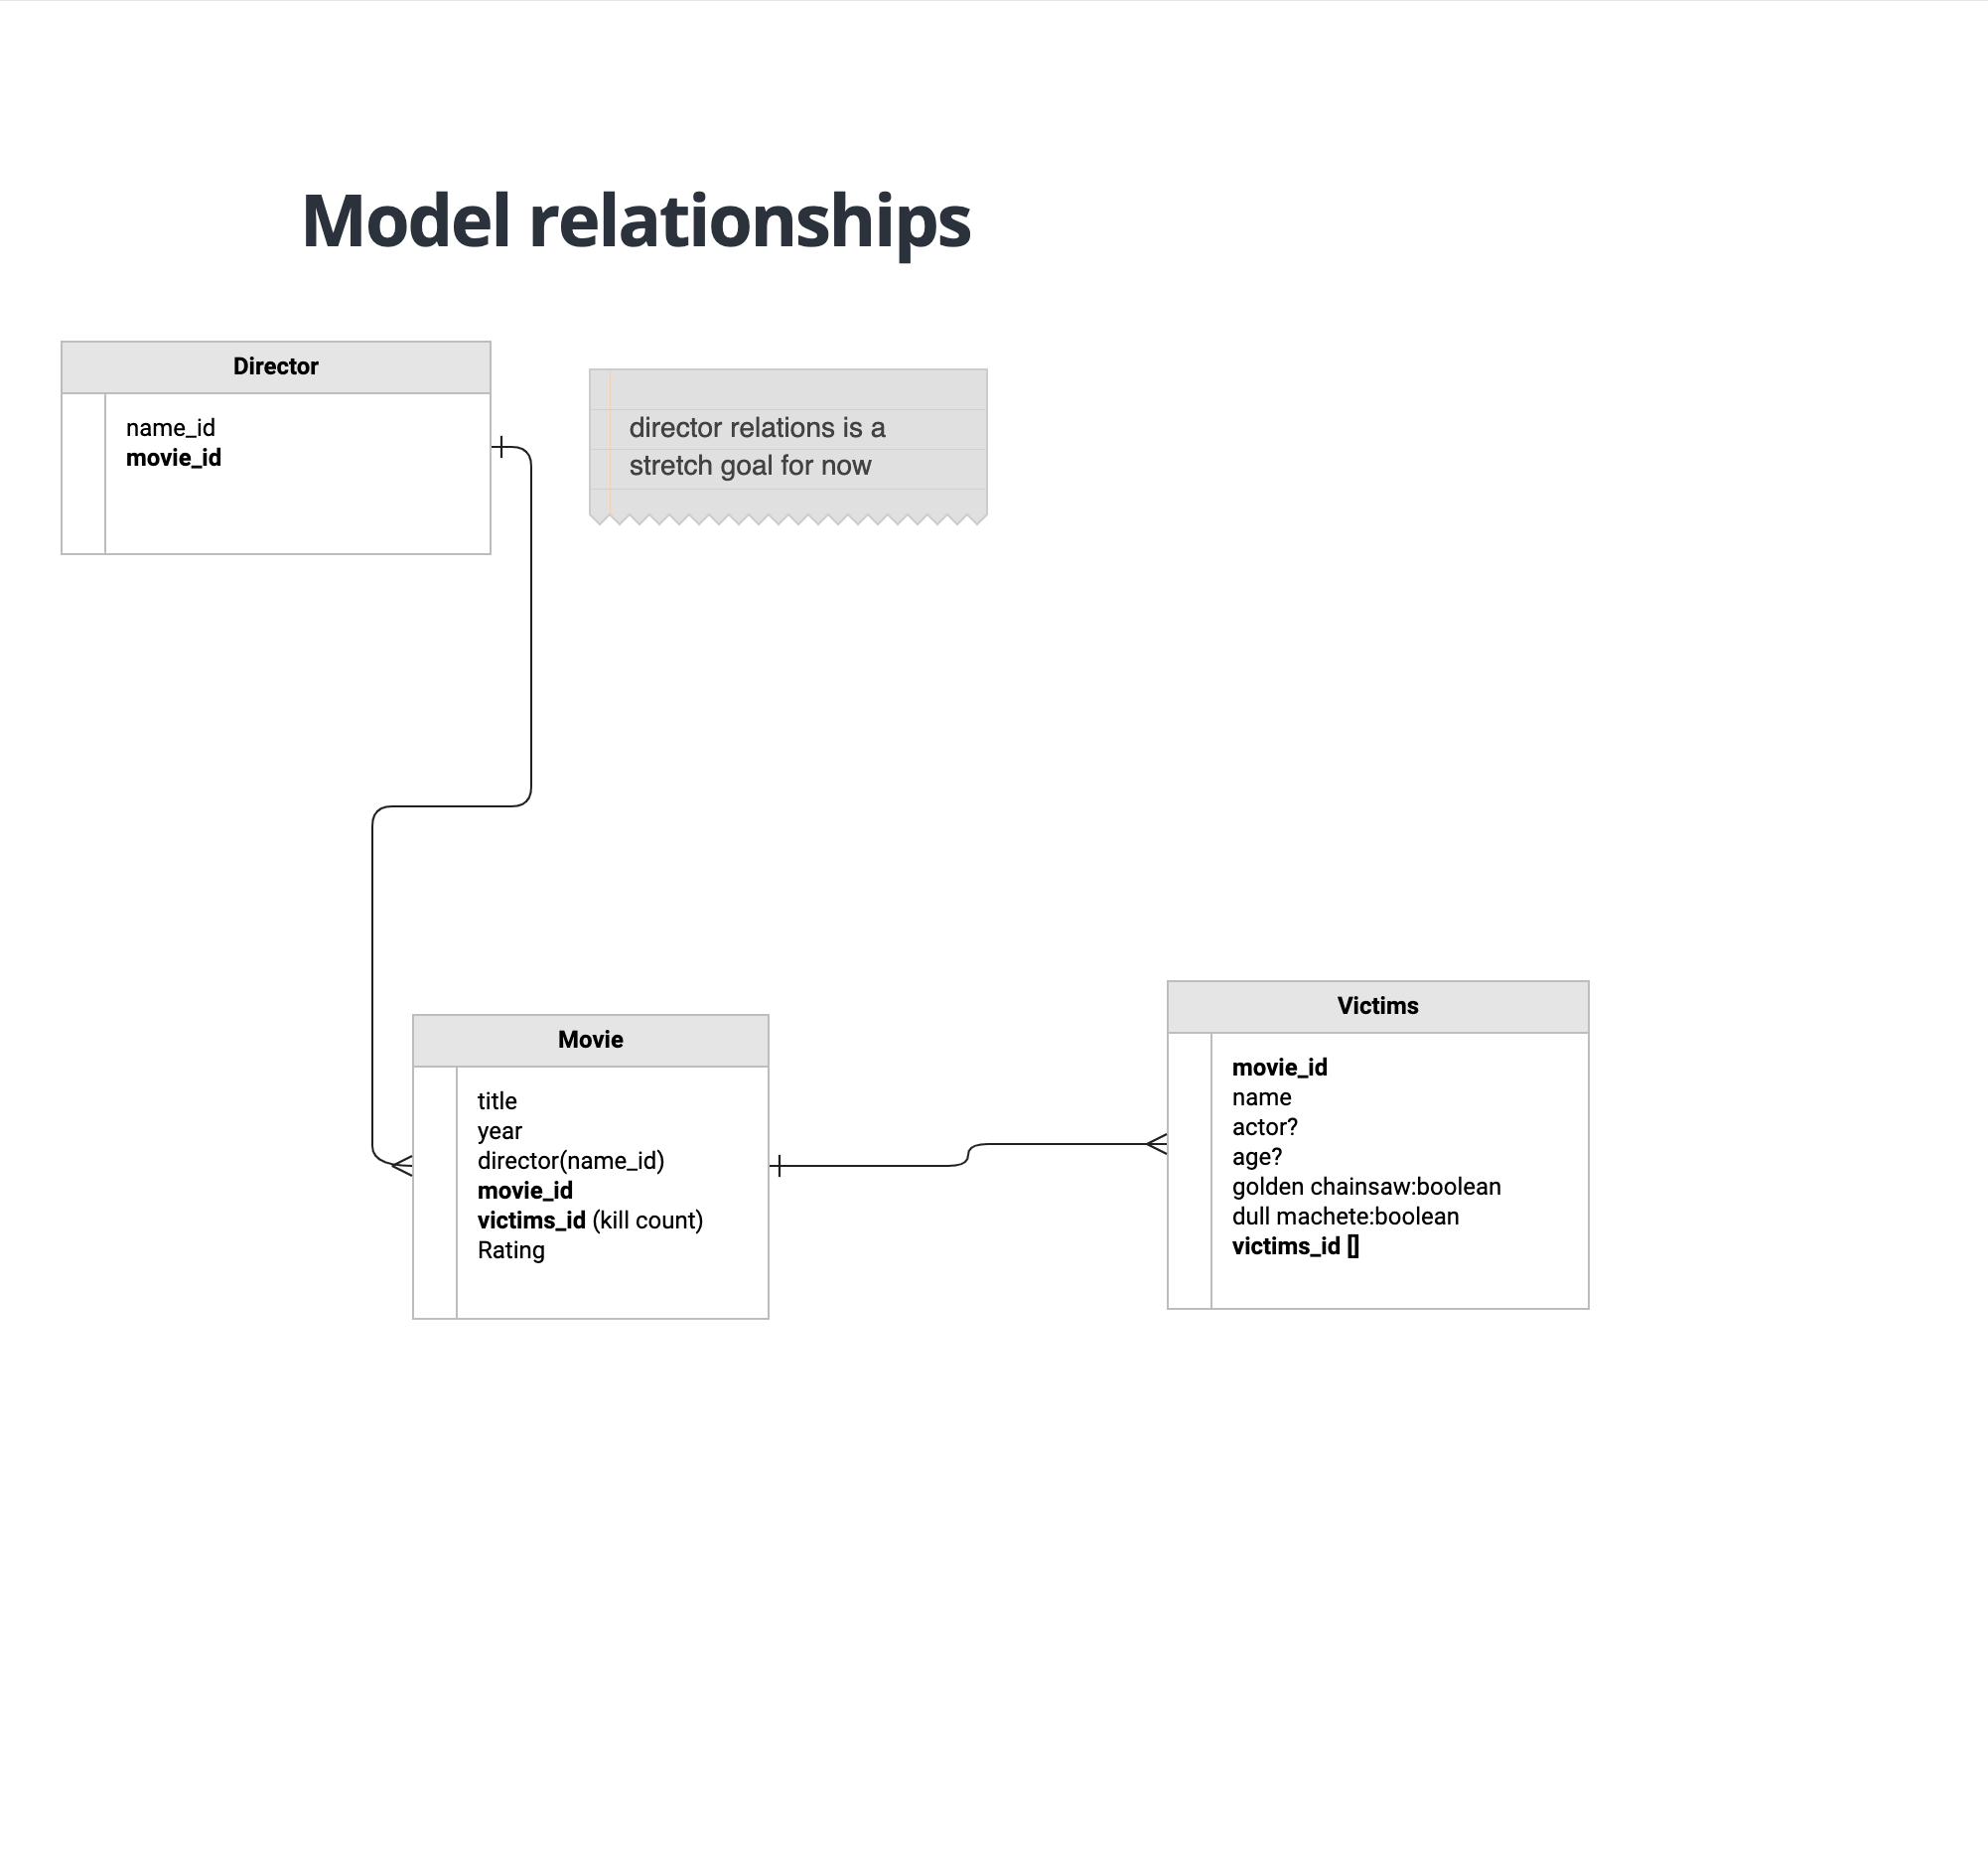 Model relationships
Director
name_id
movie_id
director relations is a
stretch goal for now
Movie
title
year
director(name_id)
movie_id
victims_id (kill count)
Rating
Victims
movie_id
name
actor?
age?
golden chainsaw:boolean
dull machete:boolean
victims_id []